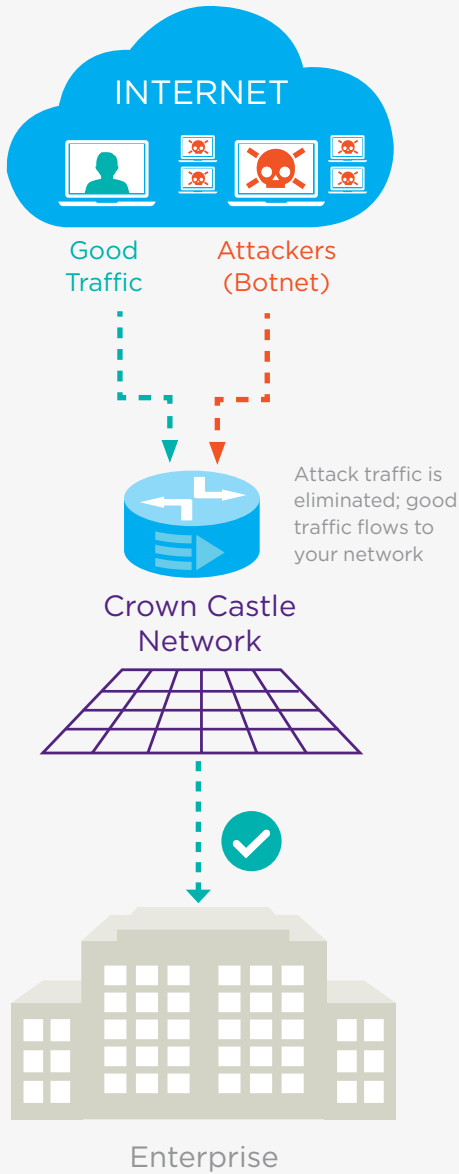 INTERNET
Good
Traffic
Attackers
(Botnet)
Attack traffic is
eliminated; good
traffic flows to
your network
Crown Castle
Network
Enterprise